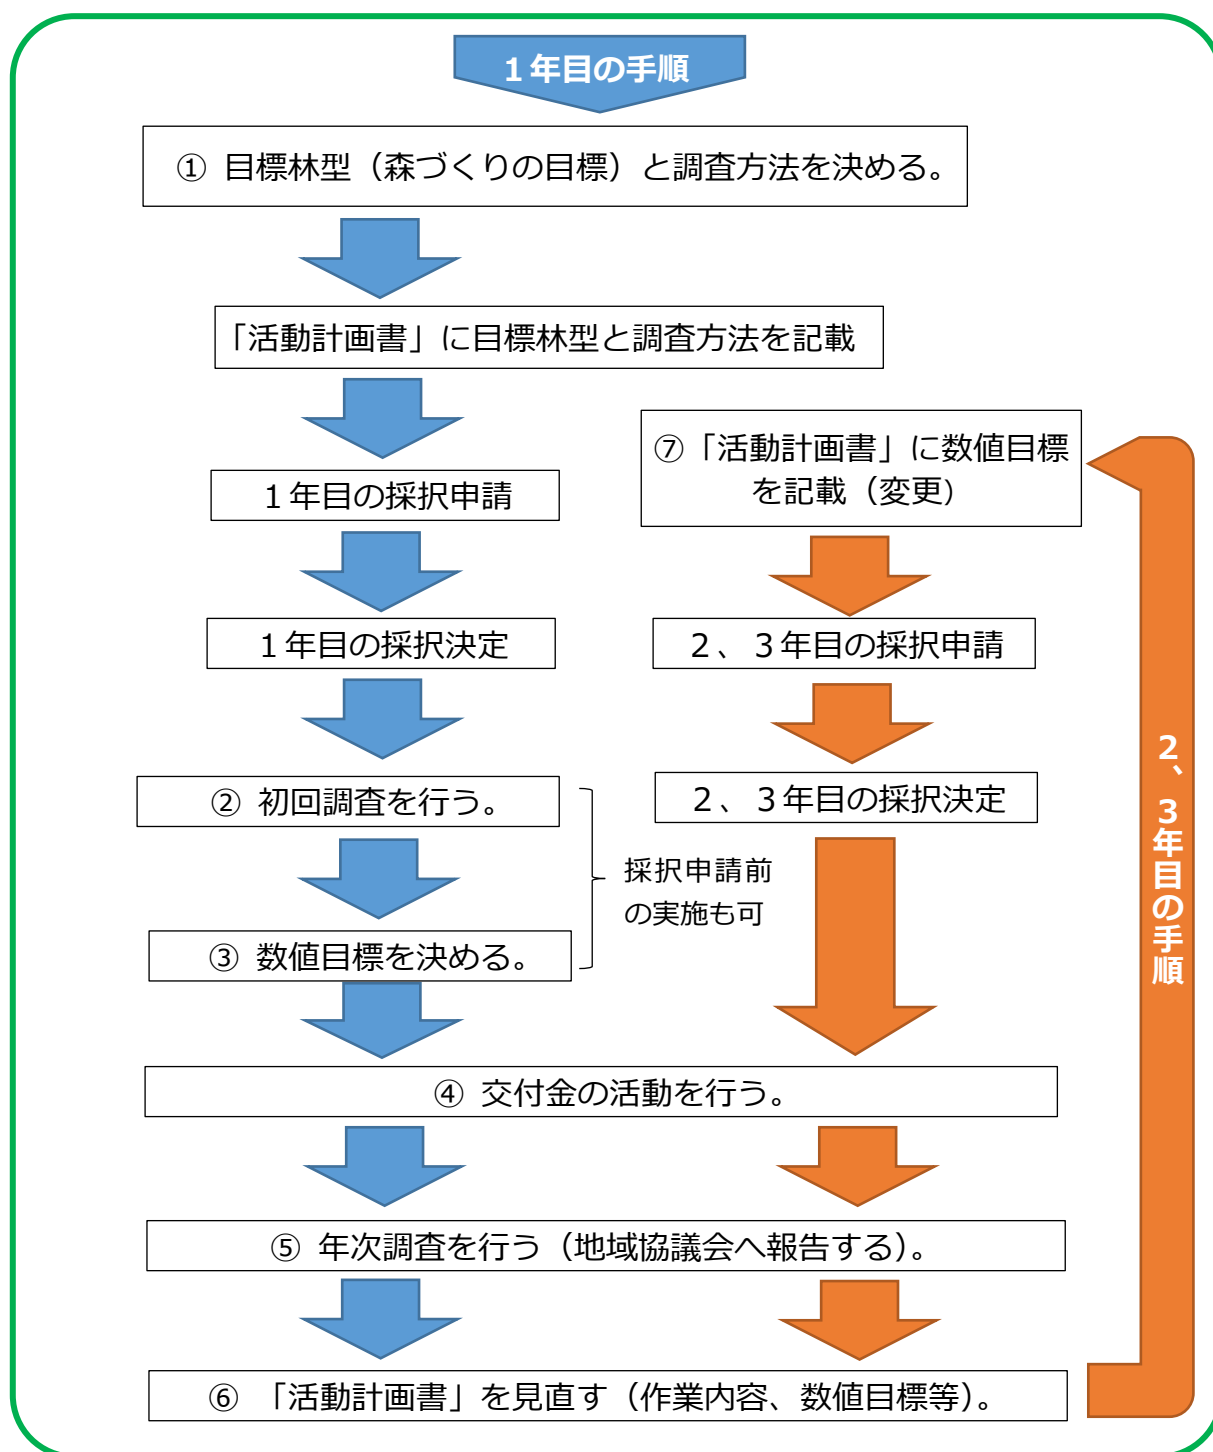 １年目の手順
① 目標林型（森づくりの目標）と調査方法を決める。
「活動計画書」に目標林型と調査方法を記載
１年目の採択申請
１年目の採択決定
② 初回調査を行う。
③ 数値目標を決める。
採択申請前
の実施も可
⑦「活動計画書」に数値目標
を記載（変更）
２、３年目の採択申請
２、３年目の採択決定
④ 交付金の活動を行う。
⑤ 年次調査を行う（地域協議会へ報告する）。
⑥ 「活動計画書」を見直す（作業内容、数値目標等）。
２、３年目の手順